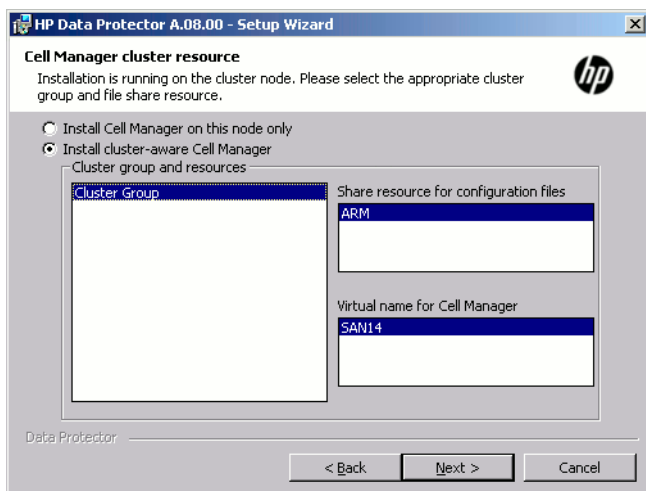 HP Data Protector A.08.00 - Setup Wizard
Cell Manager cluster resource
Installation is running on the cluster node. Please select the appropriate cluster
group and file share resource.
hp
Install Cell Manager on this node only
Install cluster-aware Cell Manager
Cluster group and resources
Cluster Group
Share resource for configuration files
ARM
Virtual name for Cell Manager
SAN14
Data Protector
< Back
Next >
Cancel